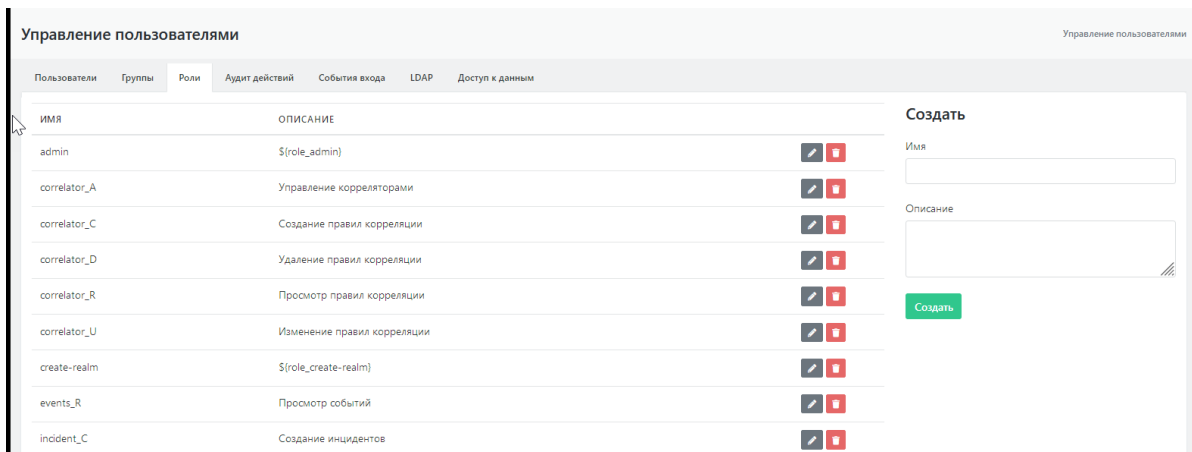 Управление пользователями
Управление пользователями
Пользователи Группы Роли Аудит действий События входа LDAP Доступ к данным
ИМЯ ОПИСАНИЕ
admin ${role_admin}
correlator_A Управление корреляторами
correlator_C Создание правил корреляции
correlator_D Удаление правил корреляции
correlator_R Просмотр правил корреляции
correlator_U Изменение правил корреляции
create-realm ${role_create-realm}
events_R Просмотр событий
incident_C Создание инцидентов
Создать
Имя
Описание
Создать